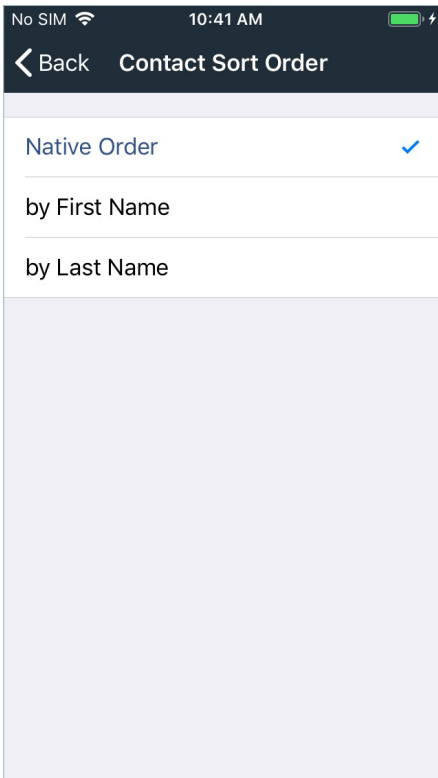 No SIM 10:41 AM
Back Contact Sort Order
Native Order
by First Name
by Last Name